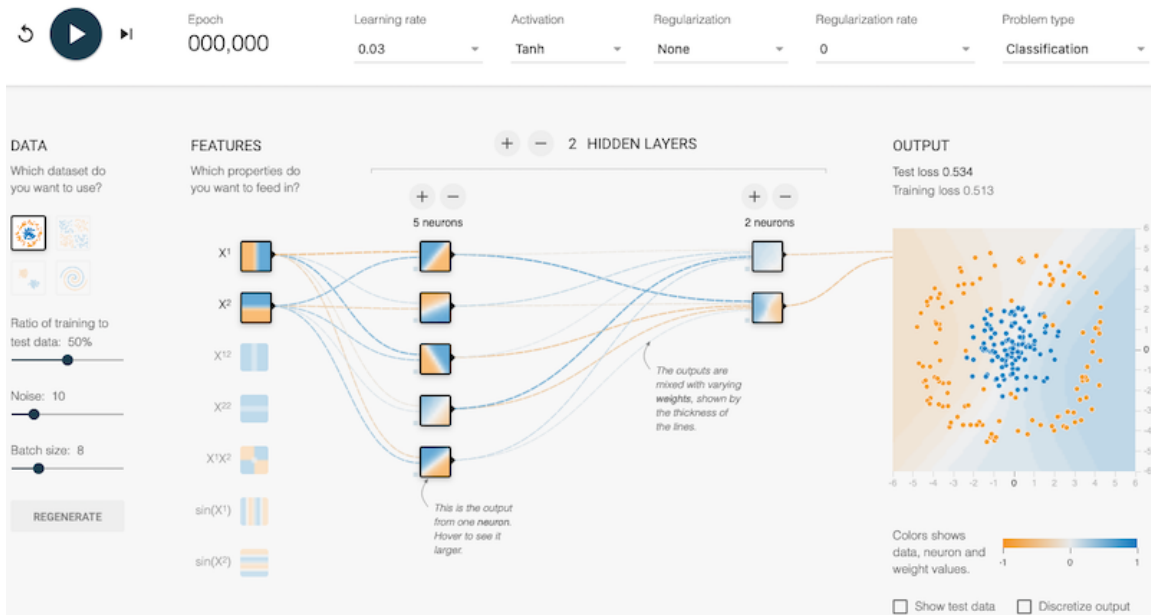 Epoch
000,000
Learning rate
0.03
Activation
Tanh
Regularization
None
Regularization rate
0
Problem type
Classification
DATA
Which dataset do
you want to use?
Ratio of training to
test data: 50%
Noise: 10
Batch size: 8
REGENERATE
FEATURES
Which properties do
you want to feed in?
X1
X2
X12
X22
X1X2
sin(X1)
sin(X2)
+ − 2 HIDDEN LAYERS
+ −
5 neurons
+ −
2 neurons
This is the output
from one neuron.
Hover to see it
larger.
The outputs are
mixed with varying
weights, shown by
the thickness of
the lines.
OUTPUT
Test loss 0.534
Training loss 0.513
6
5
4
3
2
1
0
-1
-2
-3
-4
-5
-6
-6 -5 -4 -3 -2 -1 0 1 2 3 4 5 6
Colors shows
data, neuron and
weight values.
-1 0 1
Show test data
Discretize output